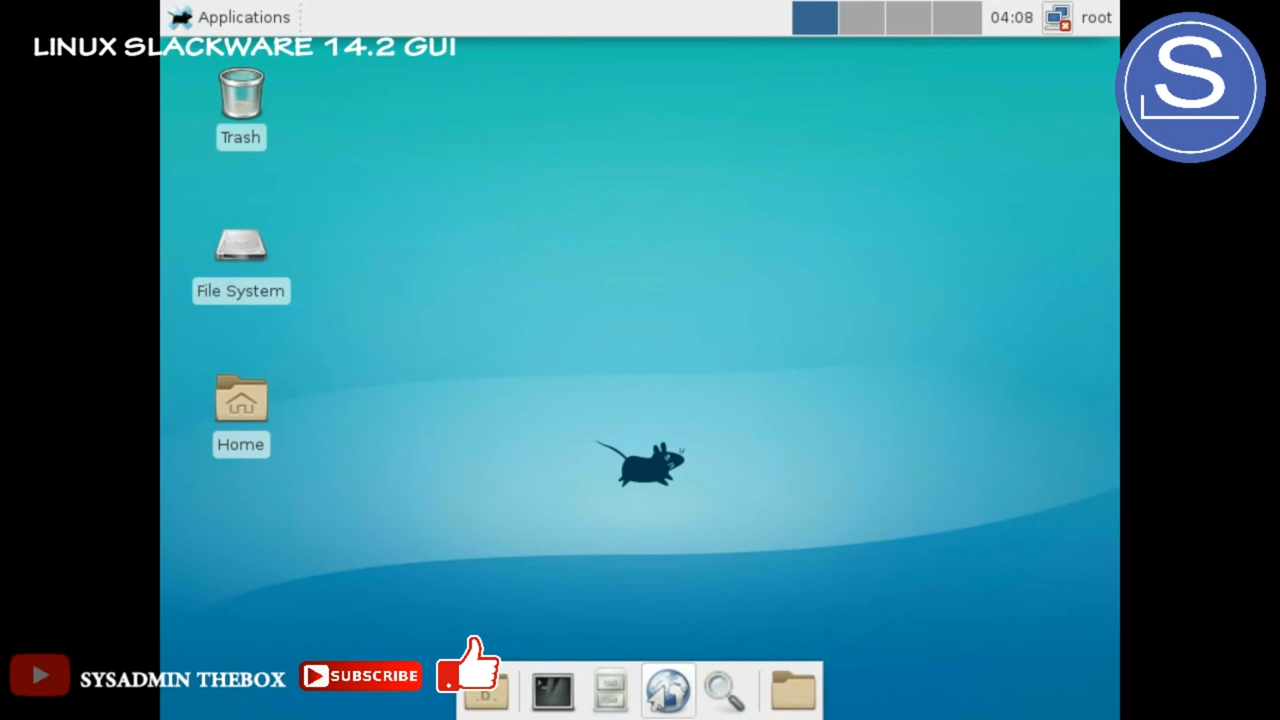 Applications
04:08
root
LINUX SLACKWARE 14.2 GUI
S
Trash
File System
Home
SYSADMIN THEBOX
SUBSCRIBE